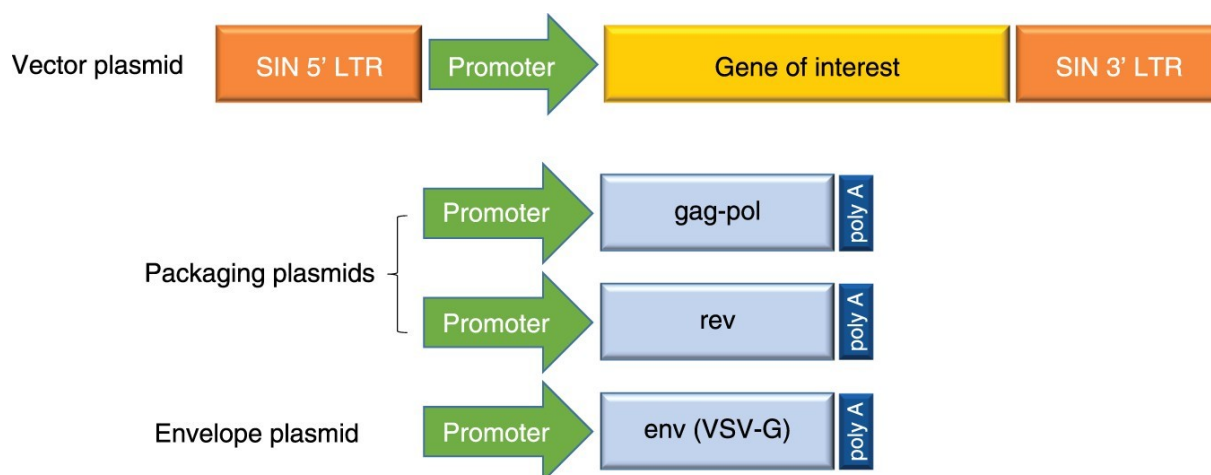 Vector plasmid SIN 5’ LTR Promoter Gene of interest SIN 3’ LTR
Promoter gag-pol poly A
Packaging plasmids
Promoter rev poly A
Envelope plasmid Promoter env (VSV-G) poly A